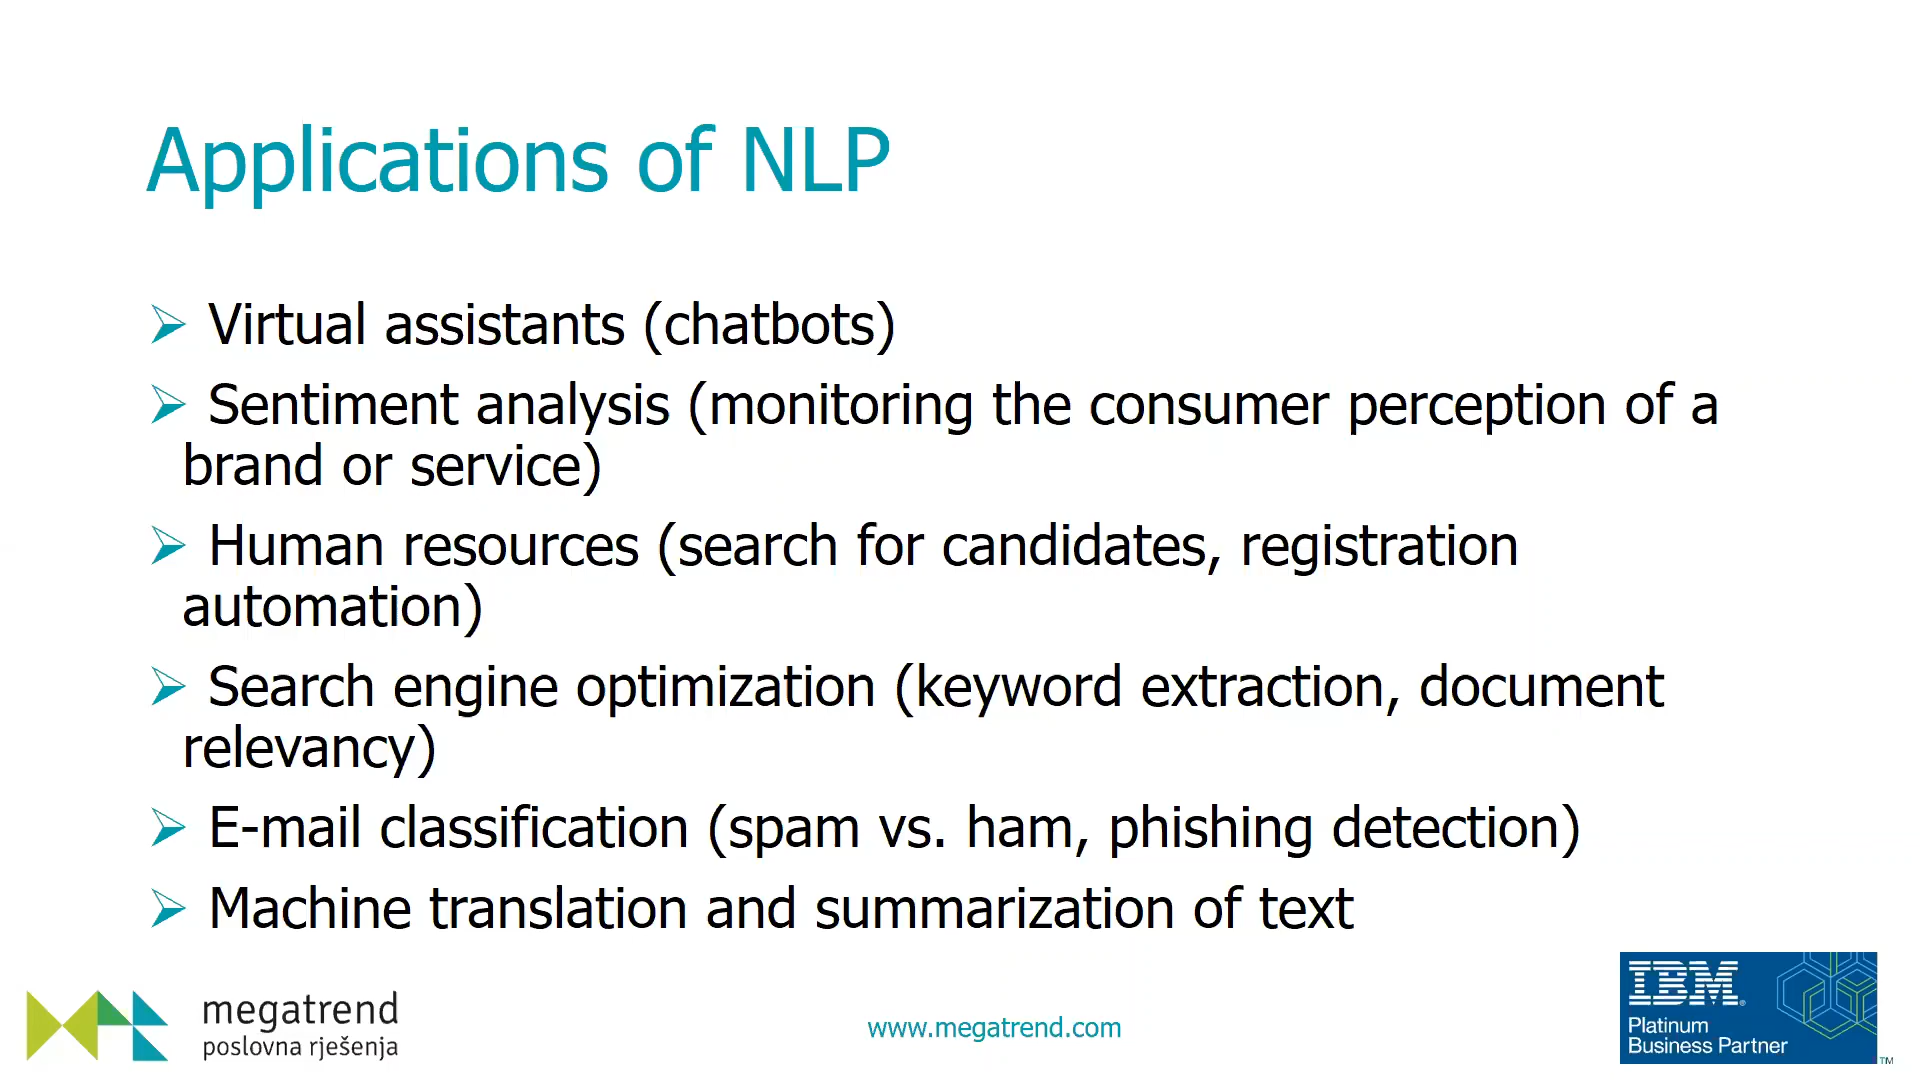 Applications of NLP
Virtual assistants (chatbots)
Sentiment analysis (monitoring the consumer perception of a
brand or service)
Human resources (search for candidates, registration
automation)
Search engine optimization (keyword extraction, document
relevancy)
E-mail classification (spam vs. ham, phishing detection)
Machine translation and summarization of text
megatrend
poslovna rješenja
www.megatrend.com
IBM®
Platinum
Business Partner
™